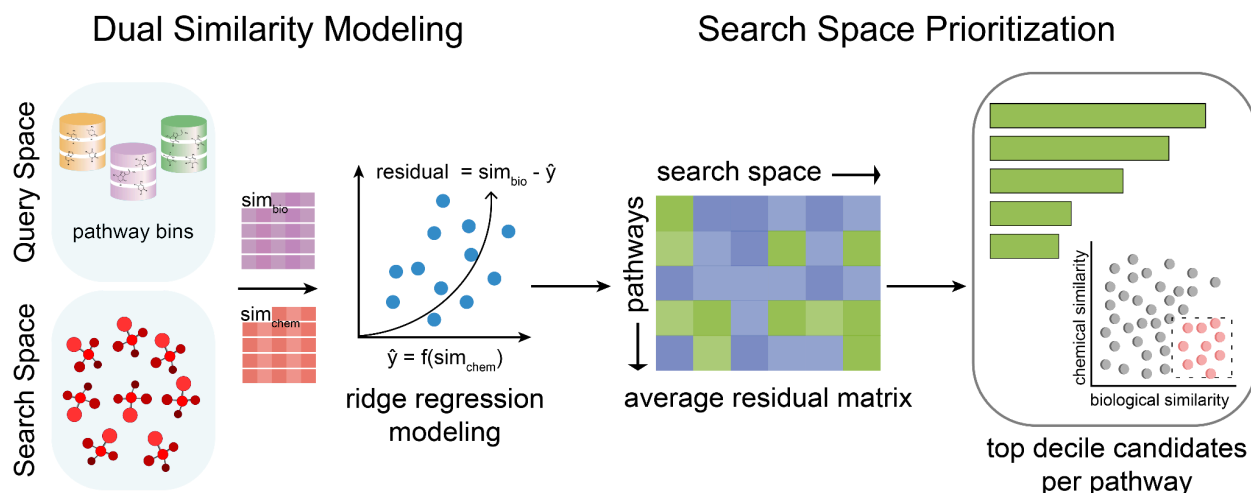 Dual Similarity Modeling
Search Space Prioritization
Query Space
pathway bins
Search Space
sim_bio
sim_chem
residual = sim_bio - ŷ
ŷ = f(sim_chem)
ridge regression
modeling
search space
pathways
average residual matrix
chemical similarity
biological similarity
top decile candidates
per pathway